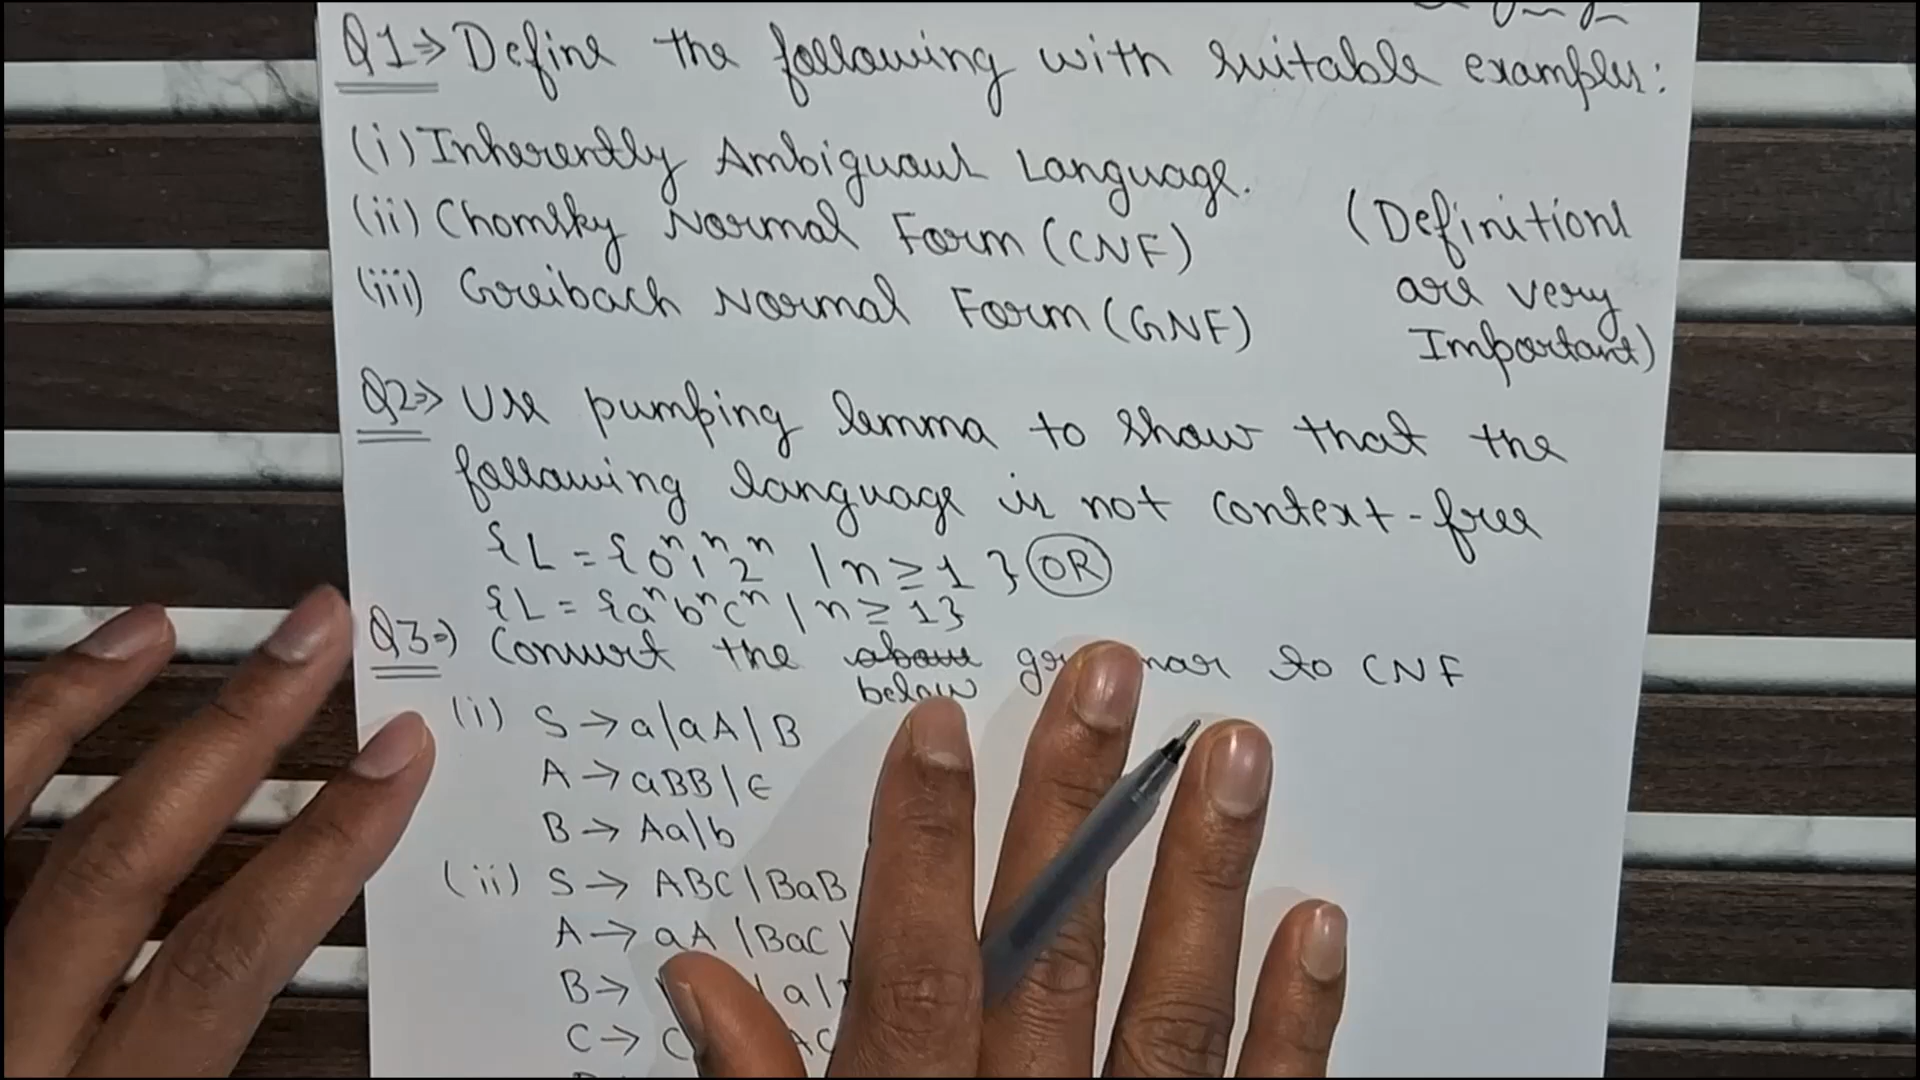 Q1⇒ Define the following with suitable examples:
(i) Inherently Ambiguous Language.
(ii) Chomsky Normal Form (CNF)
(iii) Greibach Normal Form (GNF)
(Definitions
are very
Important)
Q2⇒ Use pumping lemma to show that the
following language is not context-free
{L = {0ⁿ1ⁿ2ⁿ | n ≥ 1 } OR
{L = {aⁿbⁿcⁿ | n ≥ 1}
Q3⇒ Convert the above to CNF
below
(i) S → a|aA|B
A → aBB|ϵ
B → Aa|b
(ii) S → ABC|BaB
A → aA|BaC|
B → |a|
C →